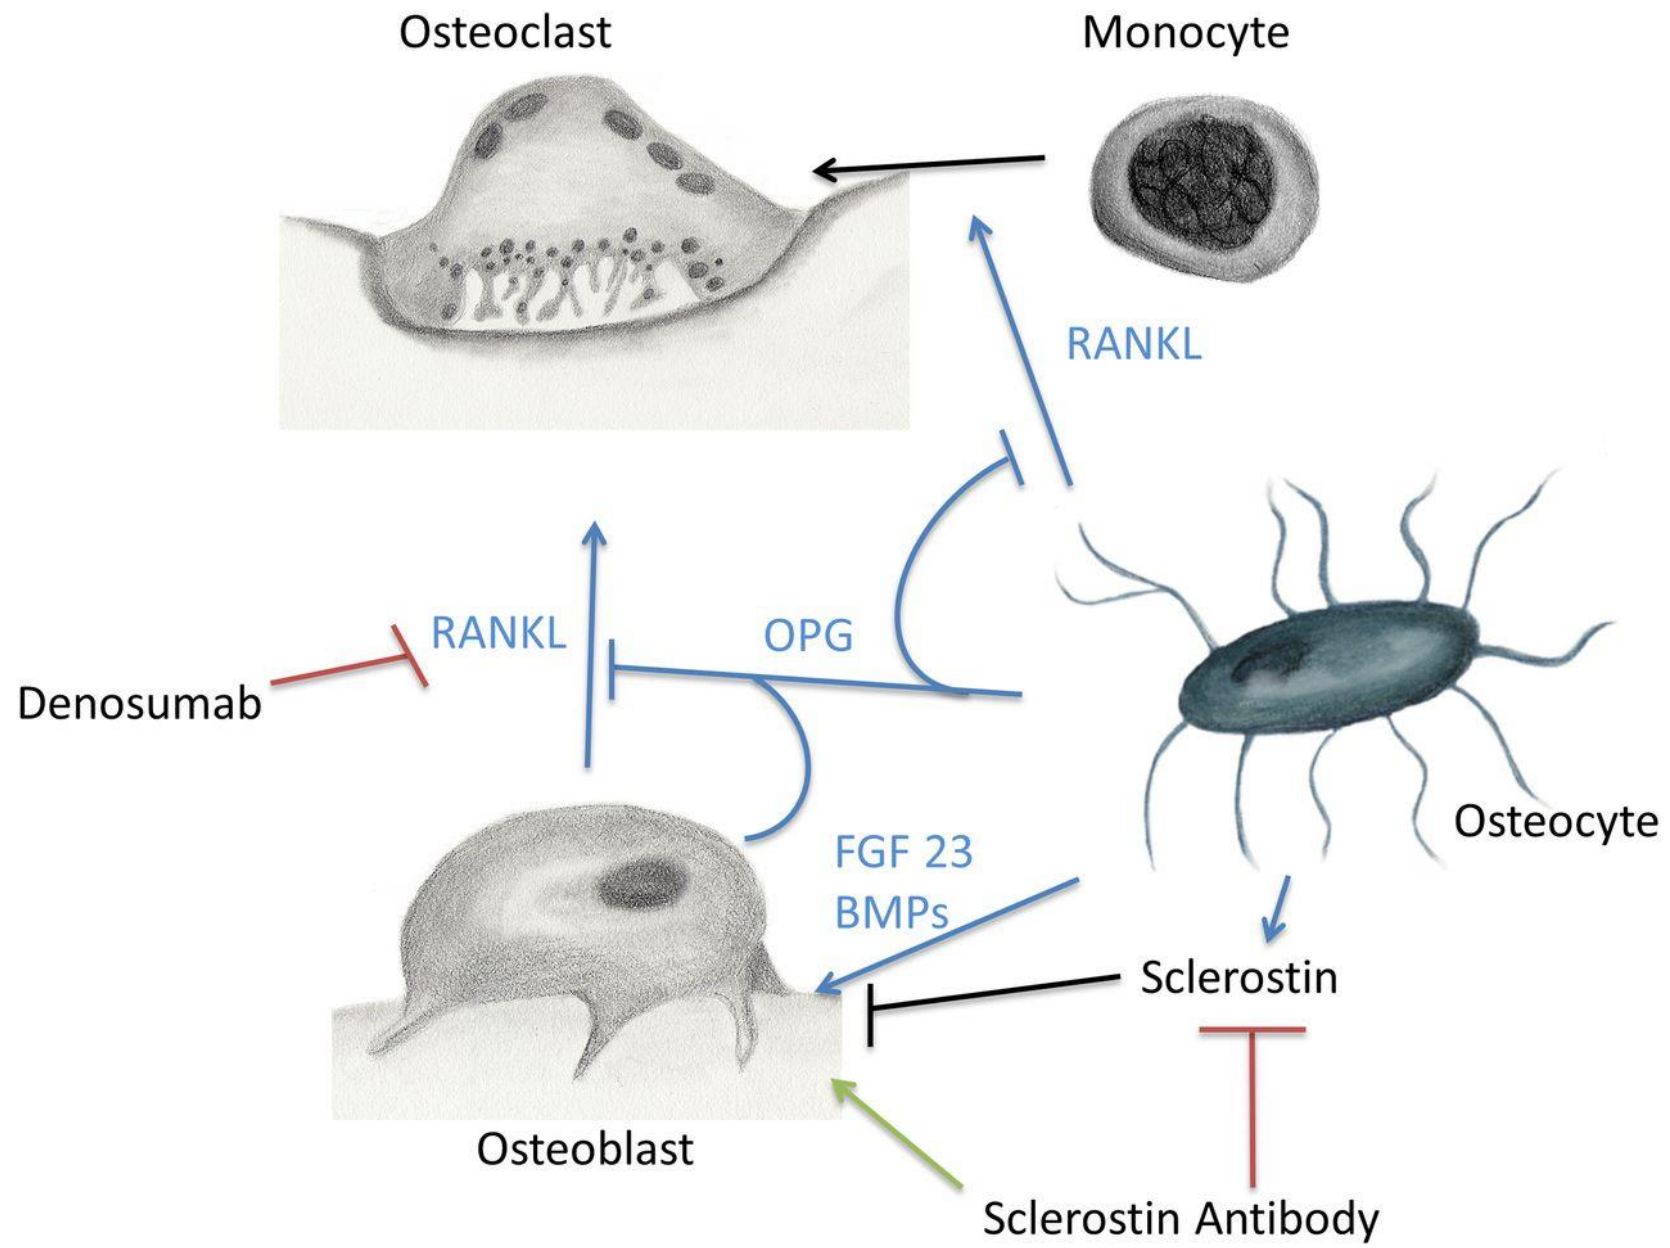 Osteoclast
Monocyte
RANKL
RANKL
OPG
Denosumab
FGF 23
BMPs
Osteocyte
Sclerostin
Osteoblast
Sclerostin Antibody